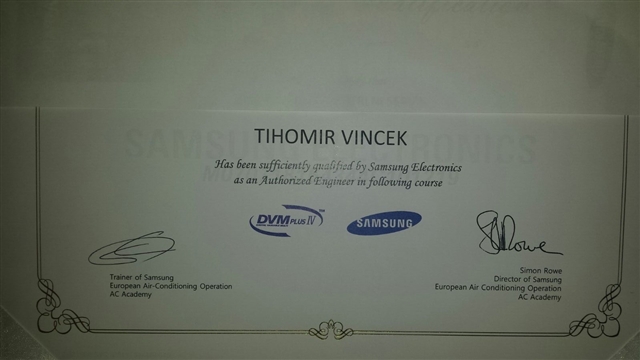 TIHOMIR VINCEK
Has been sufficiently qualified by Samsung Electronics
as an Authorized Engineer in following course
DVM PLUS IV
SAMSUNG
Trainer of Samsung
European Air-Conditioning Operation
AC Academy
Simon Rowe
Director of Samsung
European Air Conditioning Operation
AC Academy